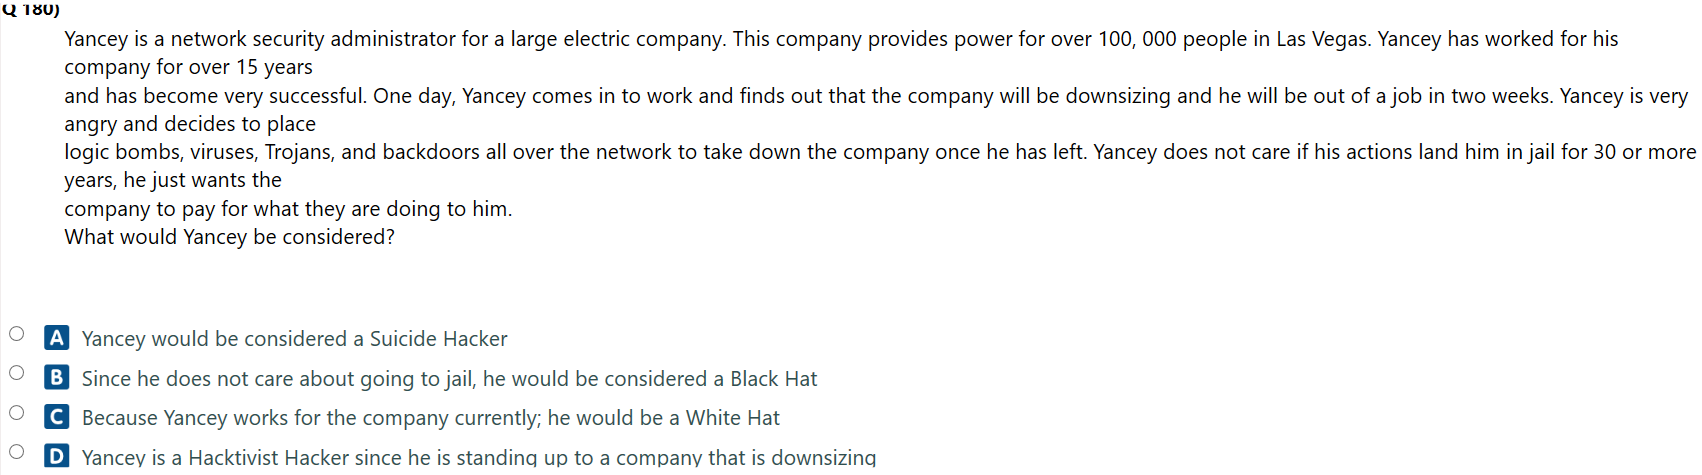 Q 180)
Yancey is a network security administrator for a large electric company. This company provides power for over 100, 000 people in Las Vegas. Yancey has worked for his
company for over 15 years
and has become very successful. One day, Yancey comes in to work and finds out that the company will be downsizing and he will be out of a job in two weeks. Yancey is very
angry and decides to place
logic bombs, viruses, Trojans, and backdoors all over the network to take down the company once he has left. Yancey does not care if his actions land him in jail for 30 or more
years, he just wants the
company to pay for what they are doing to him.
What would Yancey be considered?
A Yancey would be considered a Suicide Hacker
B Since he does not care about going to jail, he would be considered a Black Hat
C Because Yancey works for the company currently; he would be a White Hat
D Yancey is a Hacktivist Hacker since he is standing up to a company that is downsizing